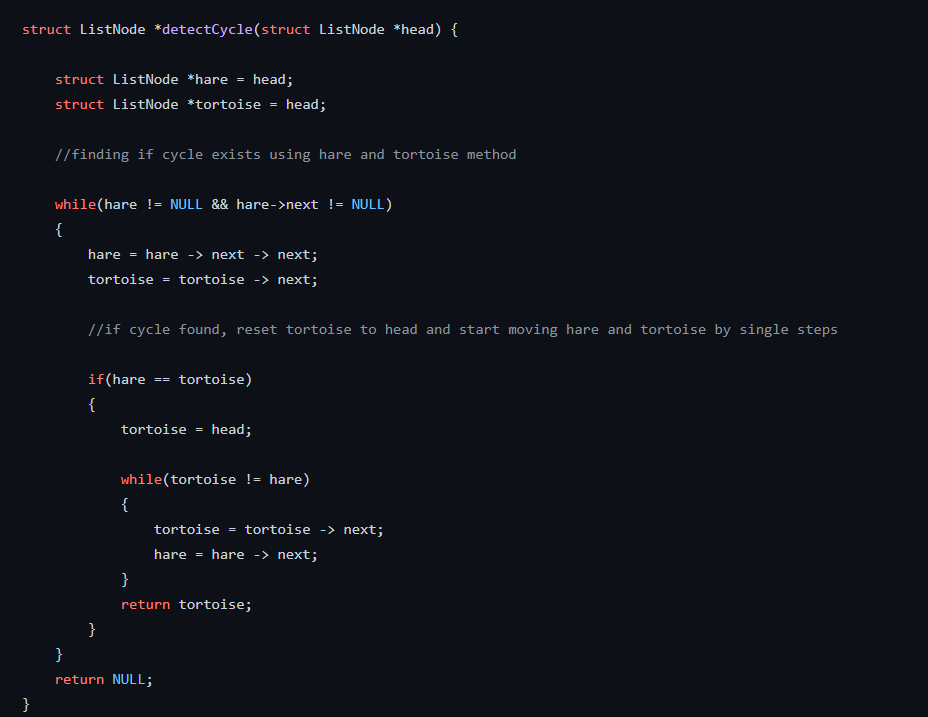 struct ListNode *detectCycle(struct ListNode *head) {
struct ListNode *hare = head;
struct ListNode *tortoise = head;
//finding if cycle exists using hare and tortoise method
while(hare != NULL && hare->next != NULL)
{
hare = hare -> next -> next;
tortoise = tortoise -> next;
//if cycle found, reset tortoise to head and start moving hare and tortoise by single steps
if(hare == tortoise)
{
tortoise = head;
while(tortoise != hare)
{
tortoise = tortoise -> next;
hare = hare -> next;
}
return tortoise;
}
}
return NULL;
}